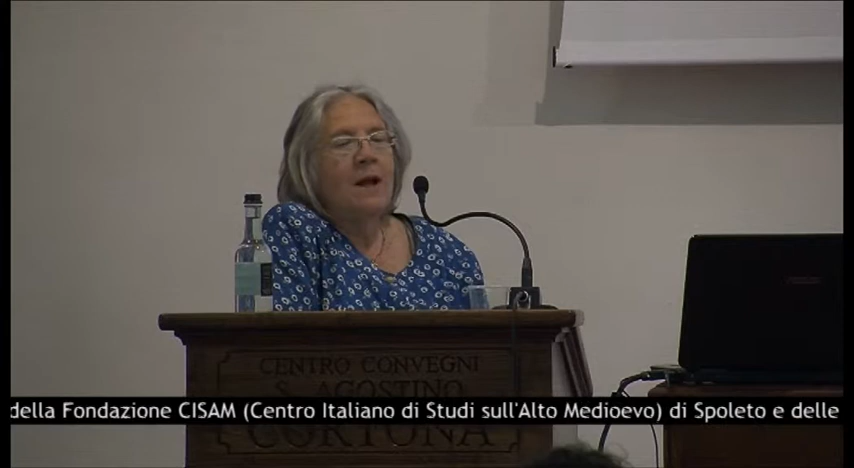 CENTRO CONVEGNI
S. AGOSTINO
della Fondazione CISAM (Centro Italiano di Studi sull'Alto Medioevo) di Spoleto e delle
CORTONA